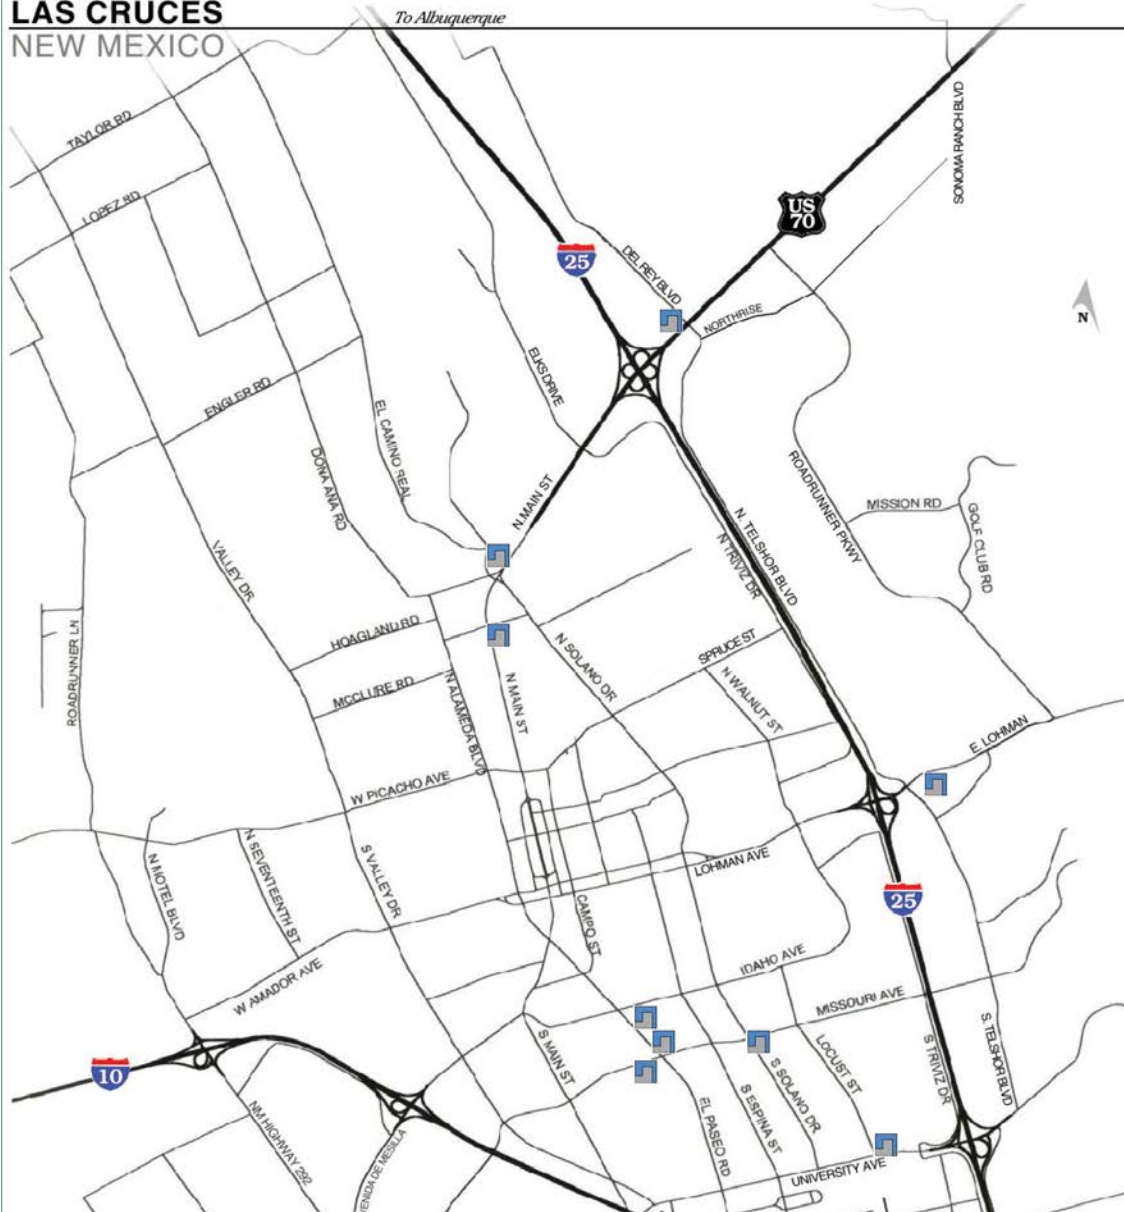 LAS CRUCES
To Albuquerque
NEW MEXICO
TAYLOR RD
SONOMA RANCH BLVD
LOPEZ RD
US
70
25
DEL REY BLVD
N
NORTHRISE
ELKS DRIVE
ENGLER RD
EL CAMINO REAL
DONA ANA RD
ROADRUNNER PKWY
N.MAIN ST
MISSION RD
GOLF CLUB RD
N. TELSHOR BLVD
N TRIVIZ DR
VALLEY DR
HOAGLAND RD
ROADRUNNER LN
N SOLANO DR
SPRUCE ST
N WALNUT ST
MCCLURE RD
N ALAMEDA BLVD
N MAIN ST
E. LOHMAN
W PICACHO AVE
N MOTEL BLVD
N SEVENTEENTH ST
S VALLEY DR
LOHMAN AVE
25
CAMPO ST
W AMADOR AVE
IDAHO AVE
MISSOURI AVE
10
S MAIN ST
LOCUST ST
S TRIVIZ DR
S. TELSHOR BLVD
NM HIGHWAY 292
ENIDA DE MESILLA
EL PASEO RD
S ESPINA ST
S SOLANO DR
UNIVERSITY AVE